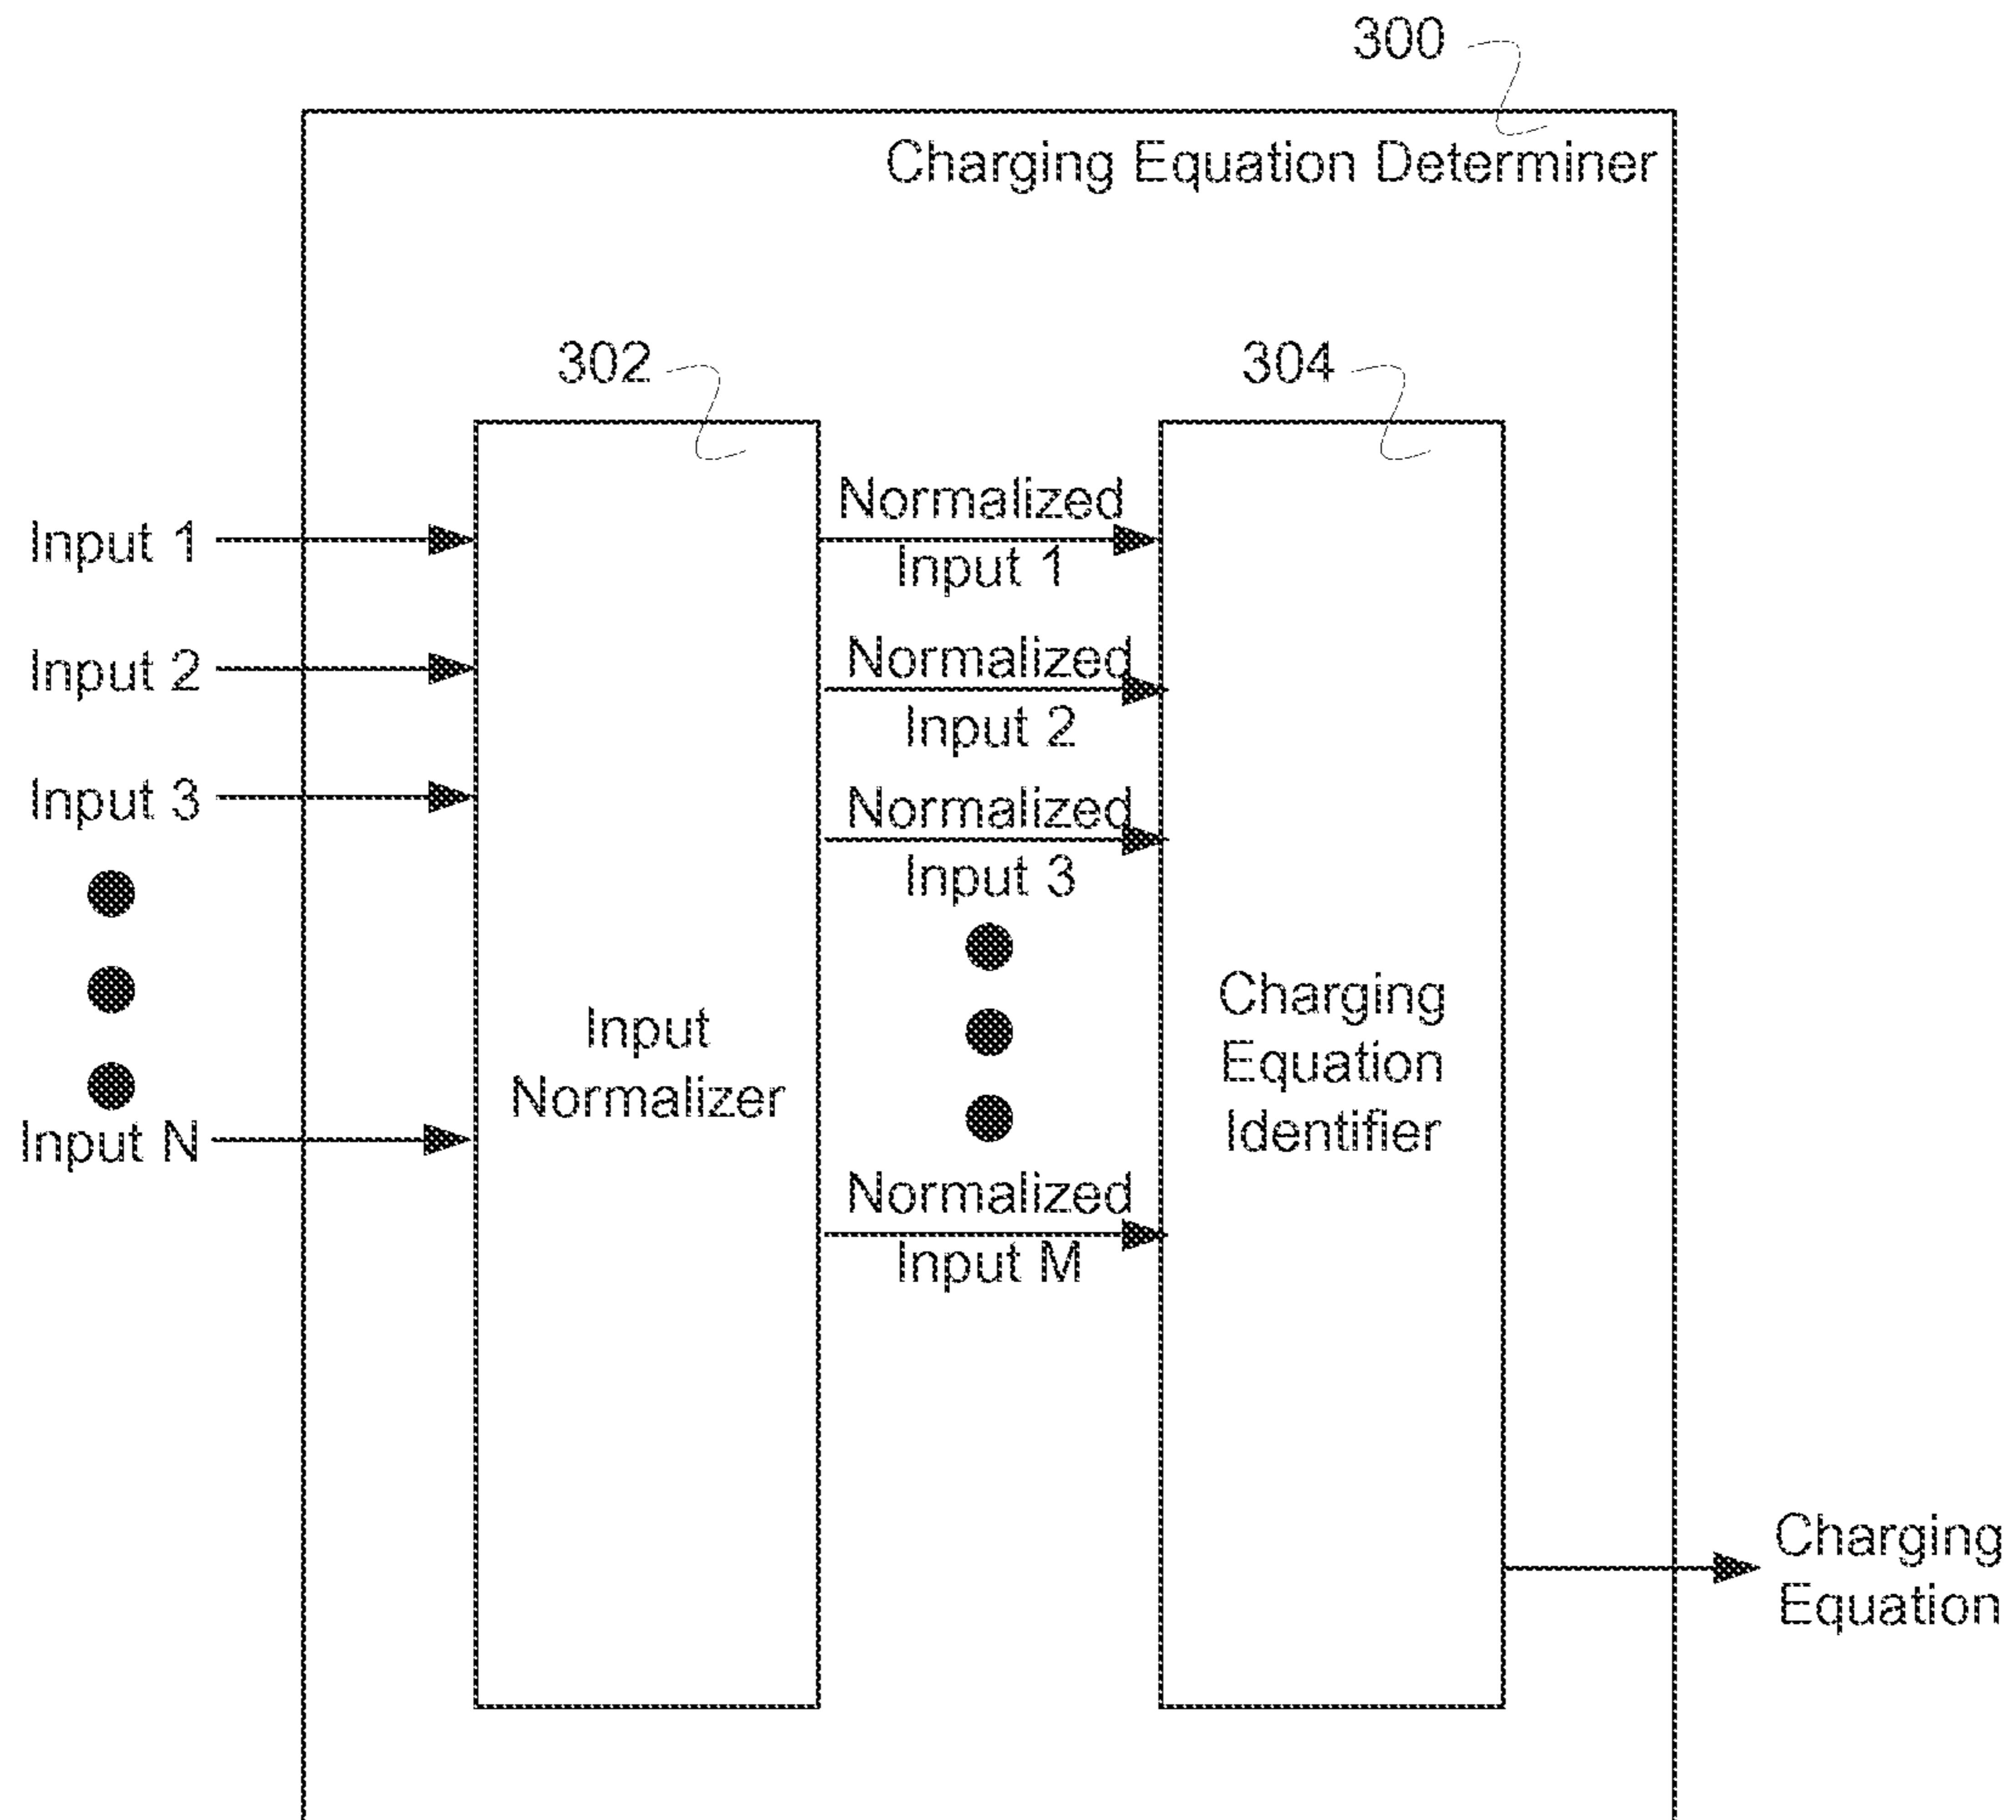 300
Charging Equation Determiner
302
304
Input 1
Input 2
Input 3
Input N
Input
Normalizer
Normalized
Input 1
Normalized
Input 2
Normalized
Input 3
Normalized
Input M
Charging
Equation
Identifier
Charging
Equation